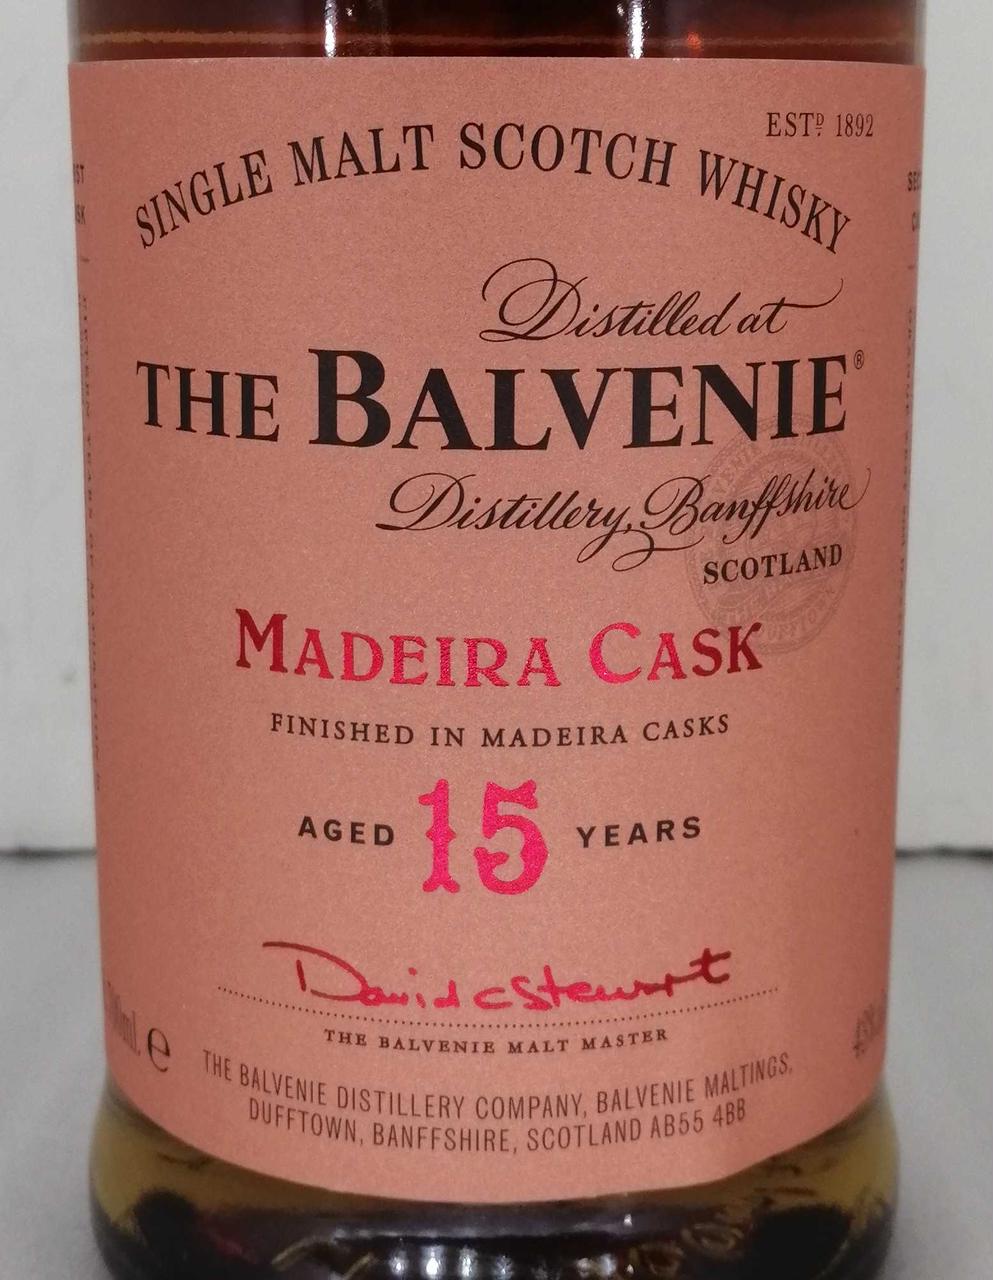 ESTD 1892
SINGLE MALT SCOTCH WHISKY
Distilled at
THE BALVENIE®
Distillery, Banffshire
SCOTLAND
MADEIRA CASK
FINISHED IN MADEIRA CASKS
AGED 15 YEARS
David C Stewart
THE BALVENIE MALT MASTER
THE BALVENIE DISTILLERY COMPANY, BALVENIE MALTINGS,
DUFFTOWN, BANFFSHIRE, SCOTLAND AB55 4BB